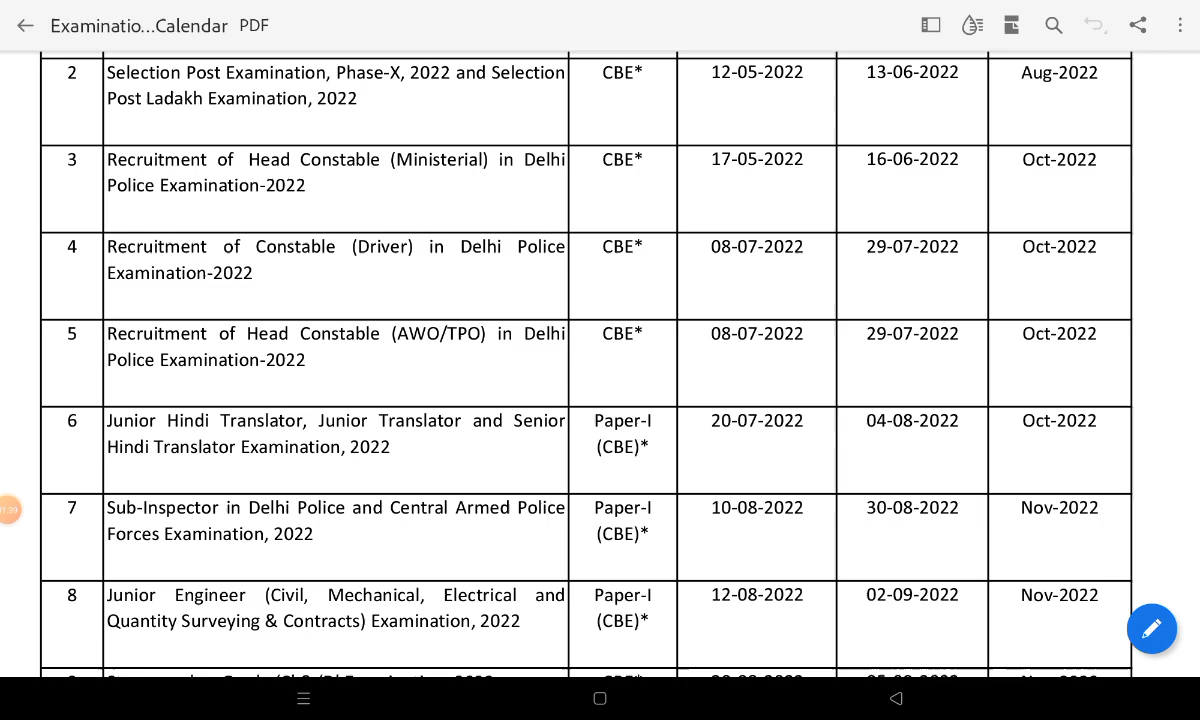 Examinatio...Calendar PDF
2 Selection Post Examination, Phase-X, 2022 and Selection CBE* 12-05-2022 13-06-2022 Aug-2022
Post Ladakh Examination, 2022
3 Recruitment of Head Constable (Ministerial) in Delhi CBE* 17-05-2022 16-06-2022 Oct-2022
Police Examination-2022
4 Recruitment of Constable (Driver) in Delhi Police CBE* 08-07-2022 29-07-2022 Oct-2022
Examination-2022
5 Recruitment of Head Constable (AWO/TPO) in Delhi CBE* 08-07-2022 29-07-2022 Oct-2022
Police Examination-2022
6 Junior Hindi Translator, Junior Translator and Senior Paper-I 20-07-2022 04-08-2022 Oct-2022
Hindi Translator Examination, 2022 (CBE)*
7 Sub-Inspector in Delhi Police and Central Armed Police Paper-I 10-08-2022 30-08-2022 Nov-2022
Forces Examination, 2022 (CBE)*
8 Junior Engineer (Civil, Mechanical, Electrical and Paper-I 12-08-2022 02-09-2022 Nov-2022
Quantity Surveying & Contracts) Examination, 2022 (CBE)*